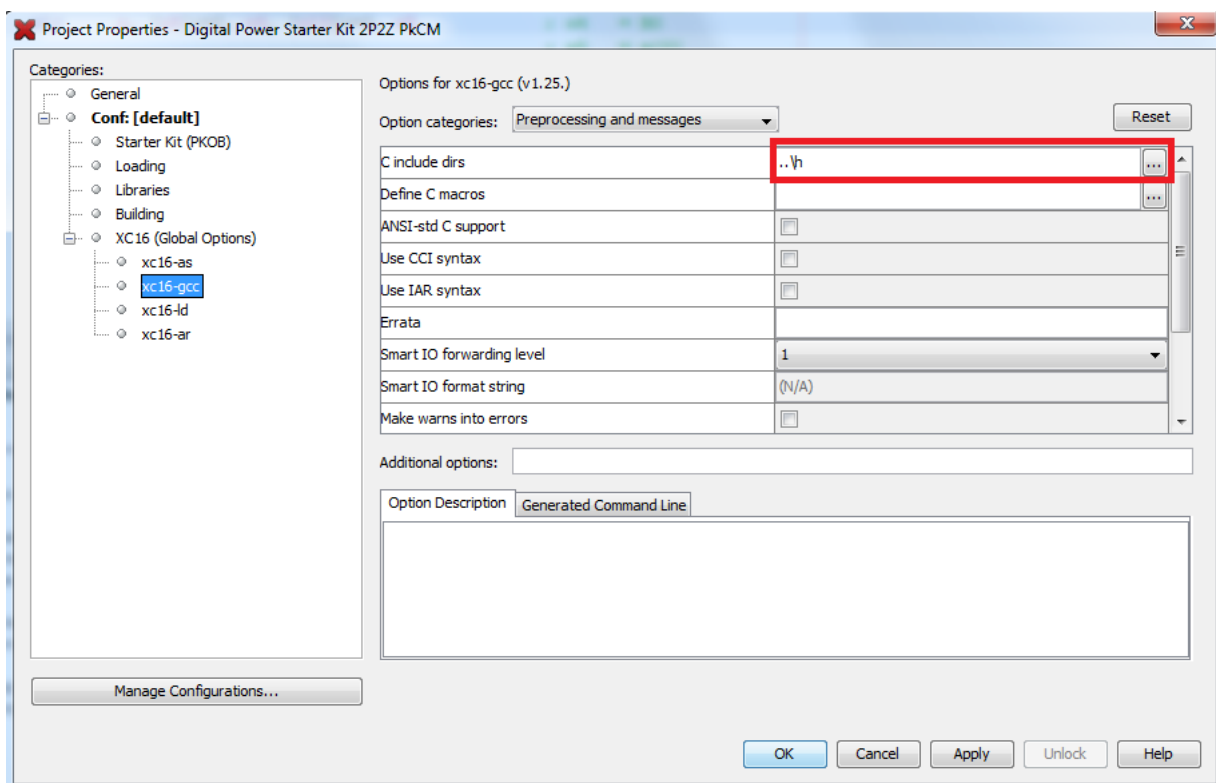 Project Properties - Digital Power Starter Kit 2P2Z PkCM
Categories:
General
Conf: [default]
Starter Kit (PKOB)
Loading
Libraries
Building
XC16 (Global Options)
xc16-as
xc16-gcc
xc16-ld
xc16-ar
Manage Configurations...
Options for xc16-gcc (v1.25.)
Option categories: Preprocessing and messages Reset
C include dirs ..\h ...
Define C macros ...
ANSI-std C support
Use CCI syntax
Use IAR syntax
Errata
Smart IO forwarding level 1
Smart IO format string (N/A)
Make warns into errors
Additional options:
Option Description Generated Command Line
OK Cancel Apply Unlock Help